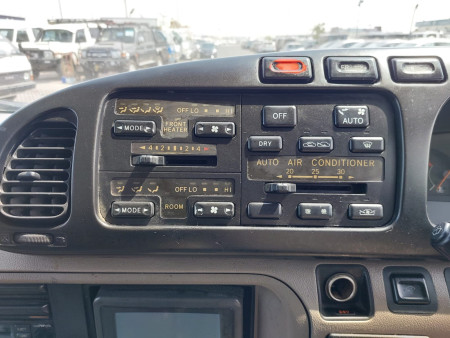 OFF LO HI
MODE
FRONT
HEATER
OFF LO HI
MODE
ROOM
OFF
AUTO
DRY
AUTO AIR CONDITIONER
20 25 30